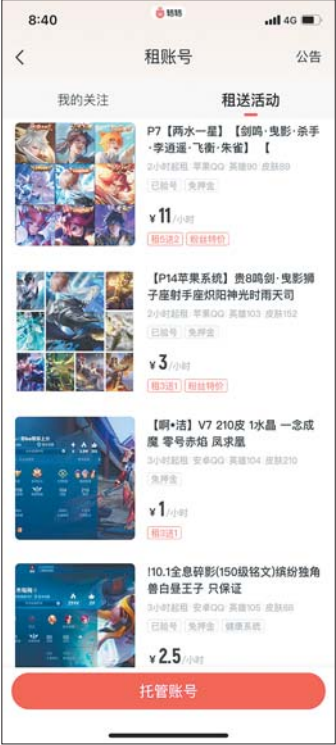 8:40
转转
4G
租账号
公告
我的关注
租送活动
P7【两水一星】【剑鸣·曳影·杀手
·李逍遥·飞衡·朱雀】【
2小时起租 苹果QQ 英雄90 皮肤89
已验号 免押金
¥11/小时
租5送2 粉丝特价
【P14苹果系统】贵8鸣剑·曳影狮
子座射手座炽阳神光时雨天司
2小时起租 苹果QQ 英雄103 皮肤152
已验号 免押金
¥3/小时
租3送1 粉丝特价
【啊•洁】V7 210皮 1水晶 一念成
魔 零号赤焰 凤求凰
3小时起租 安卓QQ 英雄104 皮肤210
免押金
¥1/小时
租3送1
!10.1全息碎影(150级铭文)缤纷独角
兽白昼王子 只保证
3小时起租 安卓QQ 英雄105 皮肤68
已验号 免押金 健康系统
¥2.5/小时
托管账号